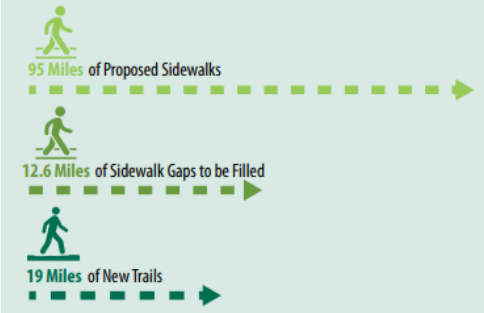 95 Miles of Proposed Sidewalks
12.6 Miles of Sidewalk Gaps to be Filled
19 Miles of New Trails